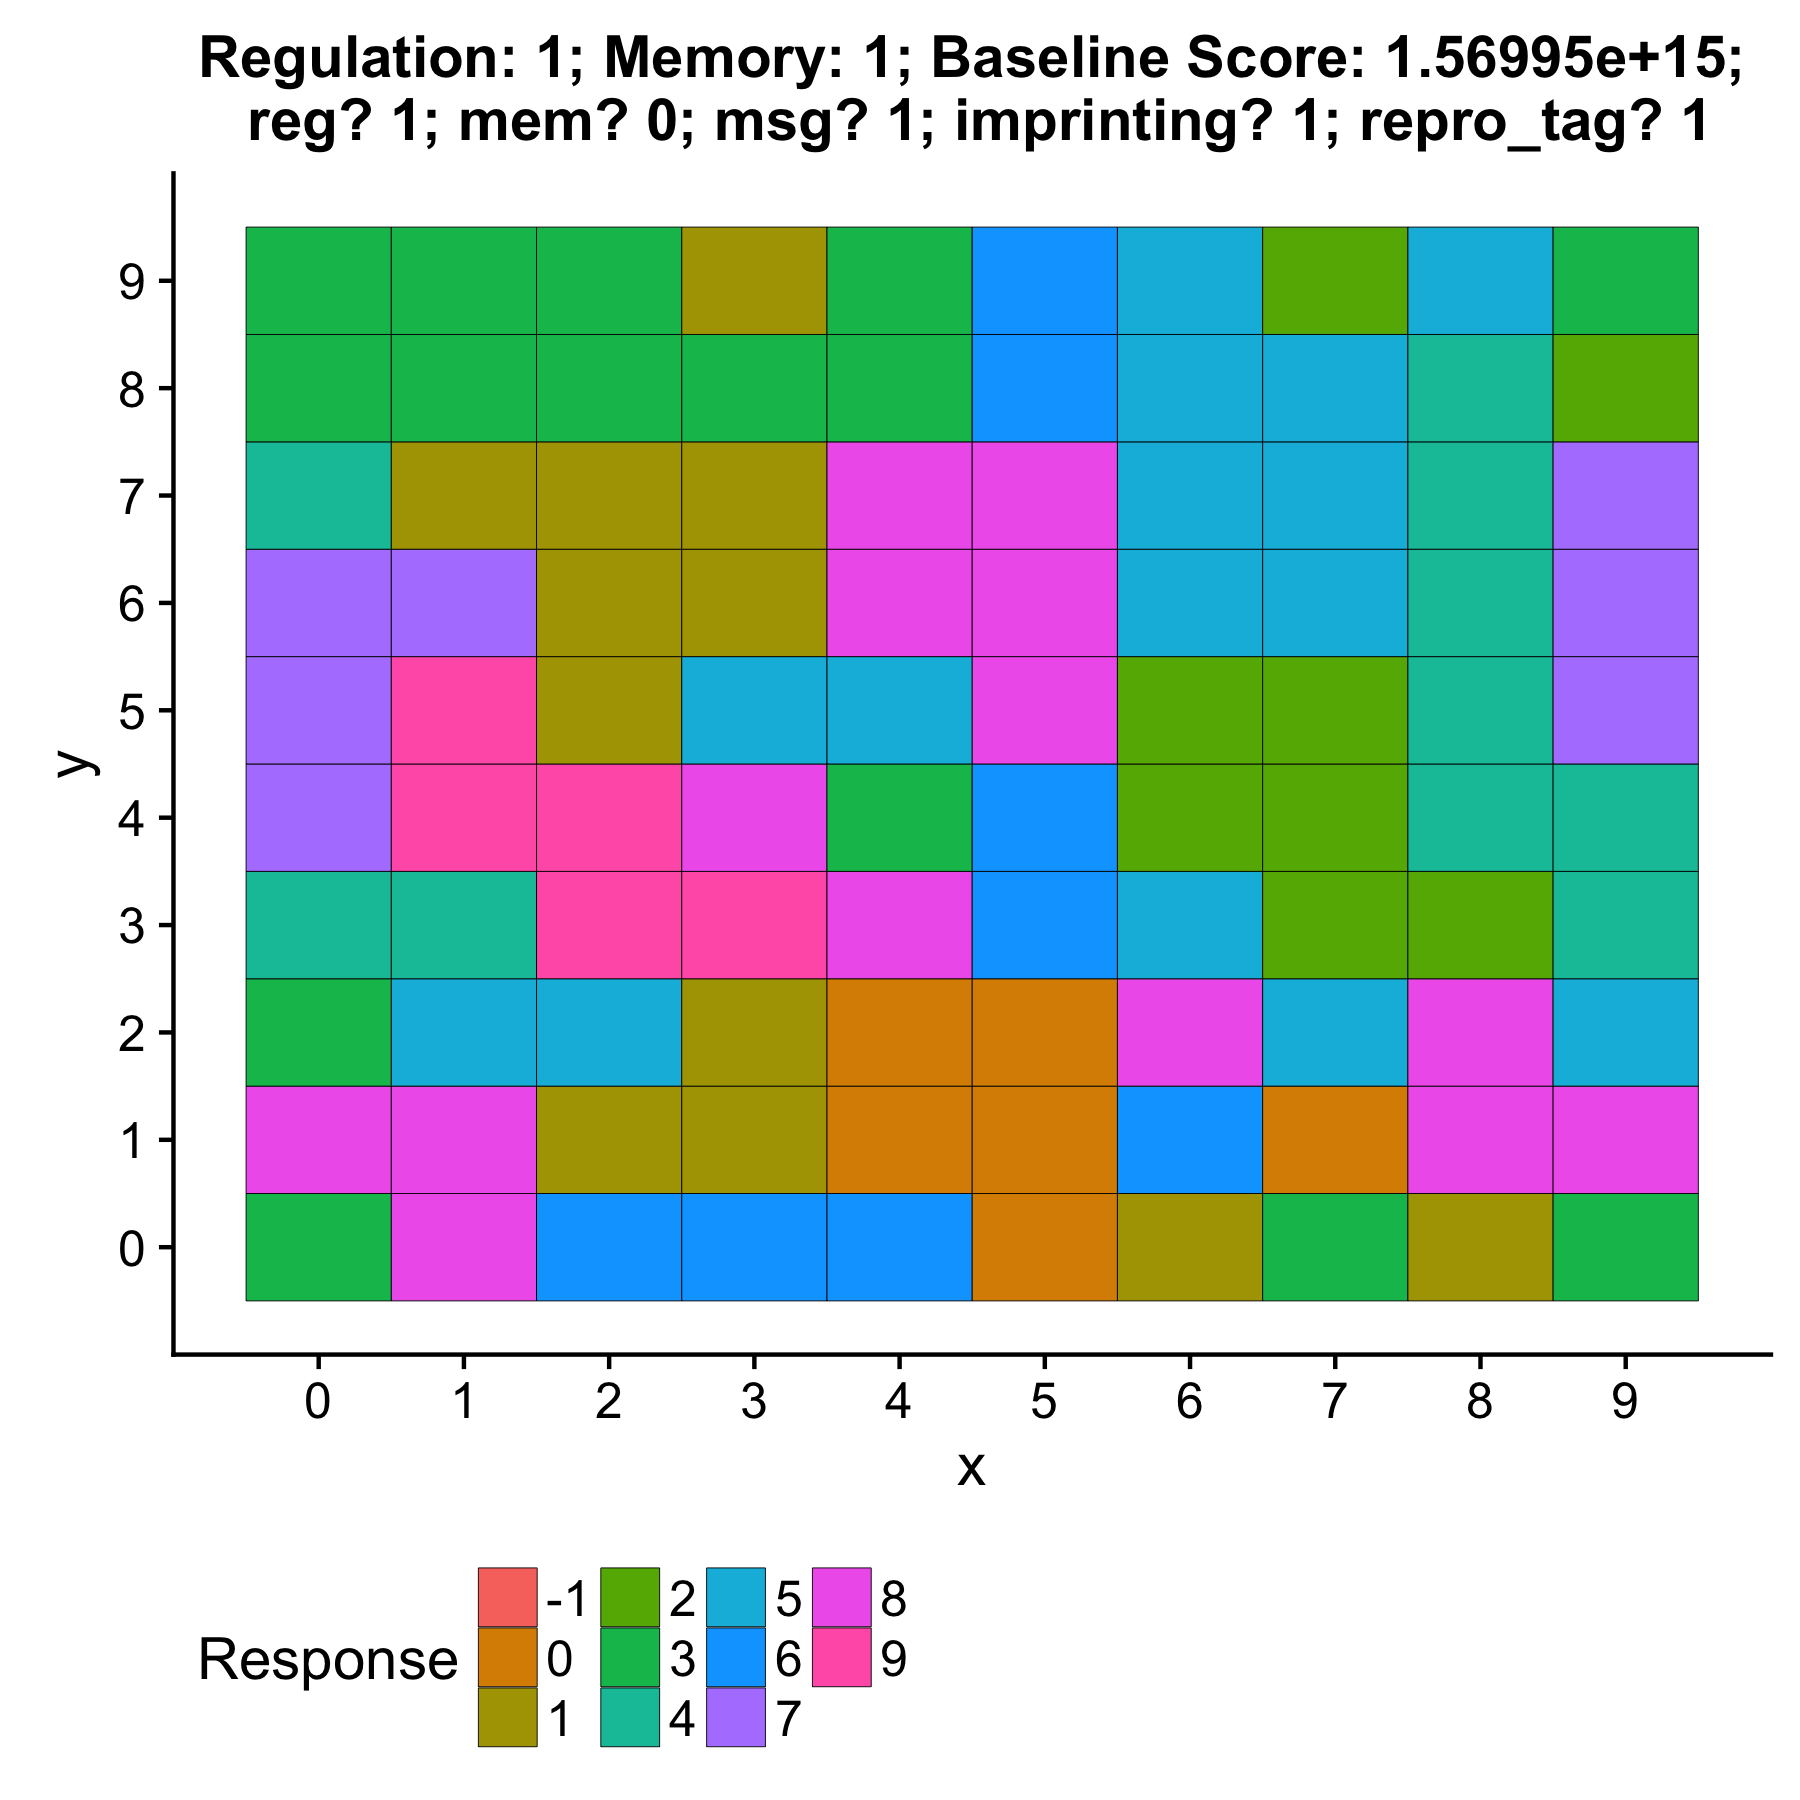 Regulation: 1; Memory: 1; Baseline Score: 1.56995e+15;
reg? 1; mem? 0; msg? 1; imprinting? 1; repro_tag? 1
9
8
7
6
5
4
3
2
1
0
y
0 1 2 3 4 5 6 7 8 9
x
Response
-1 2 5 8
0 3 6 9
1 4 7